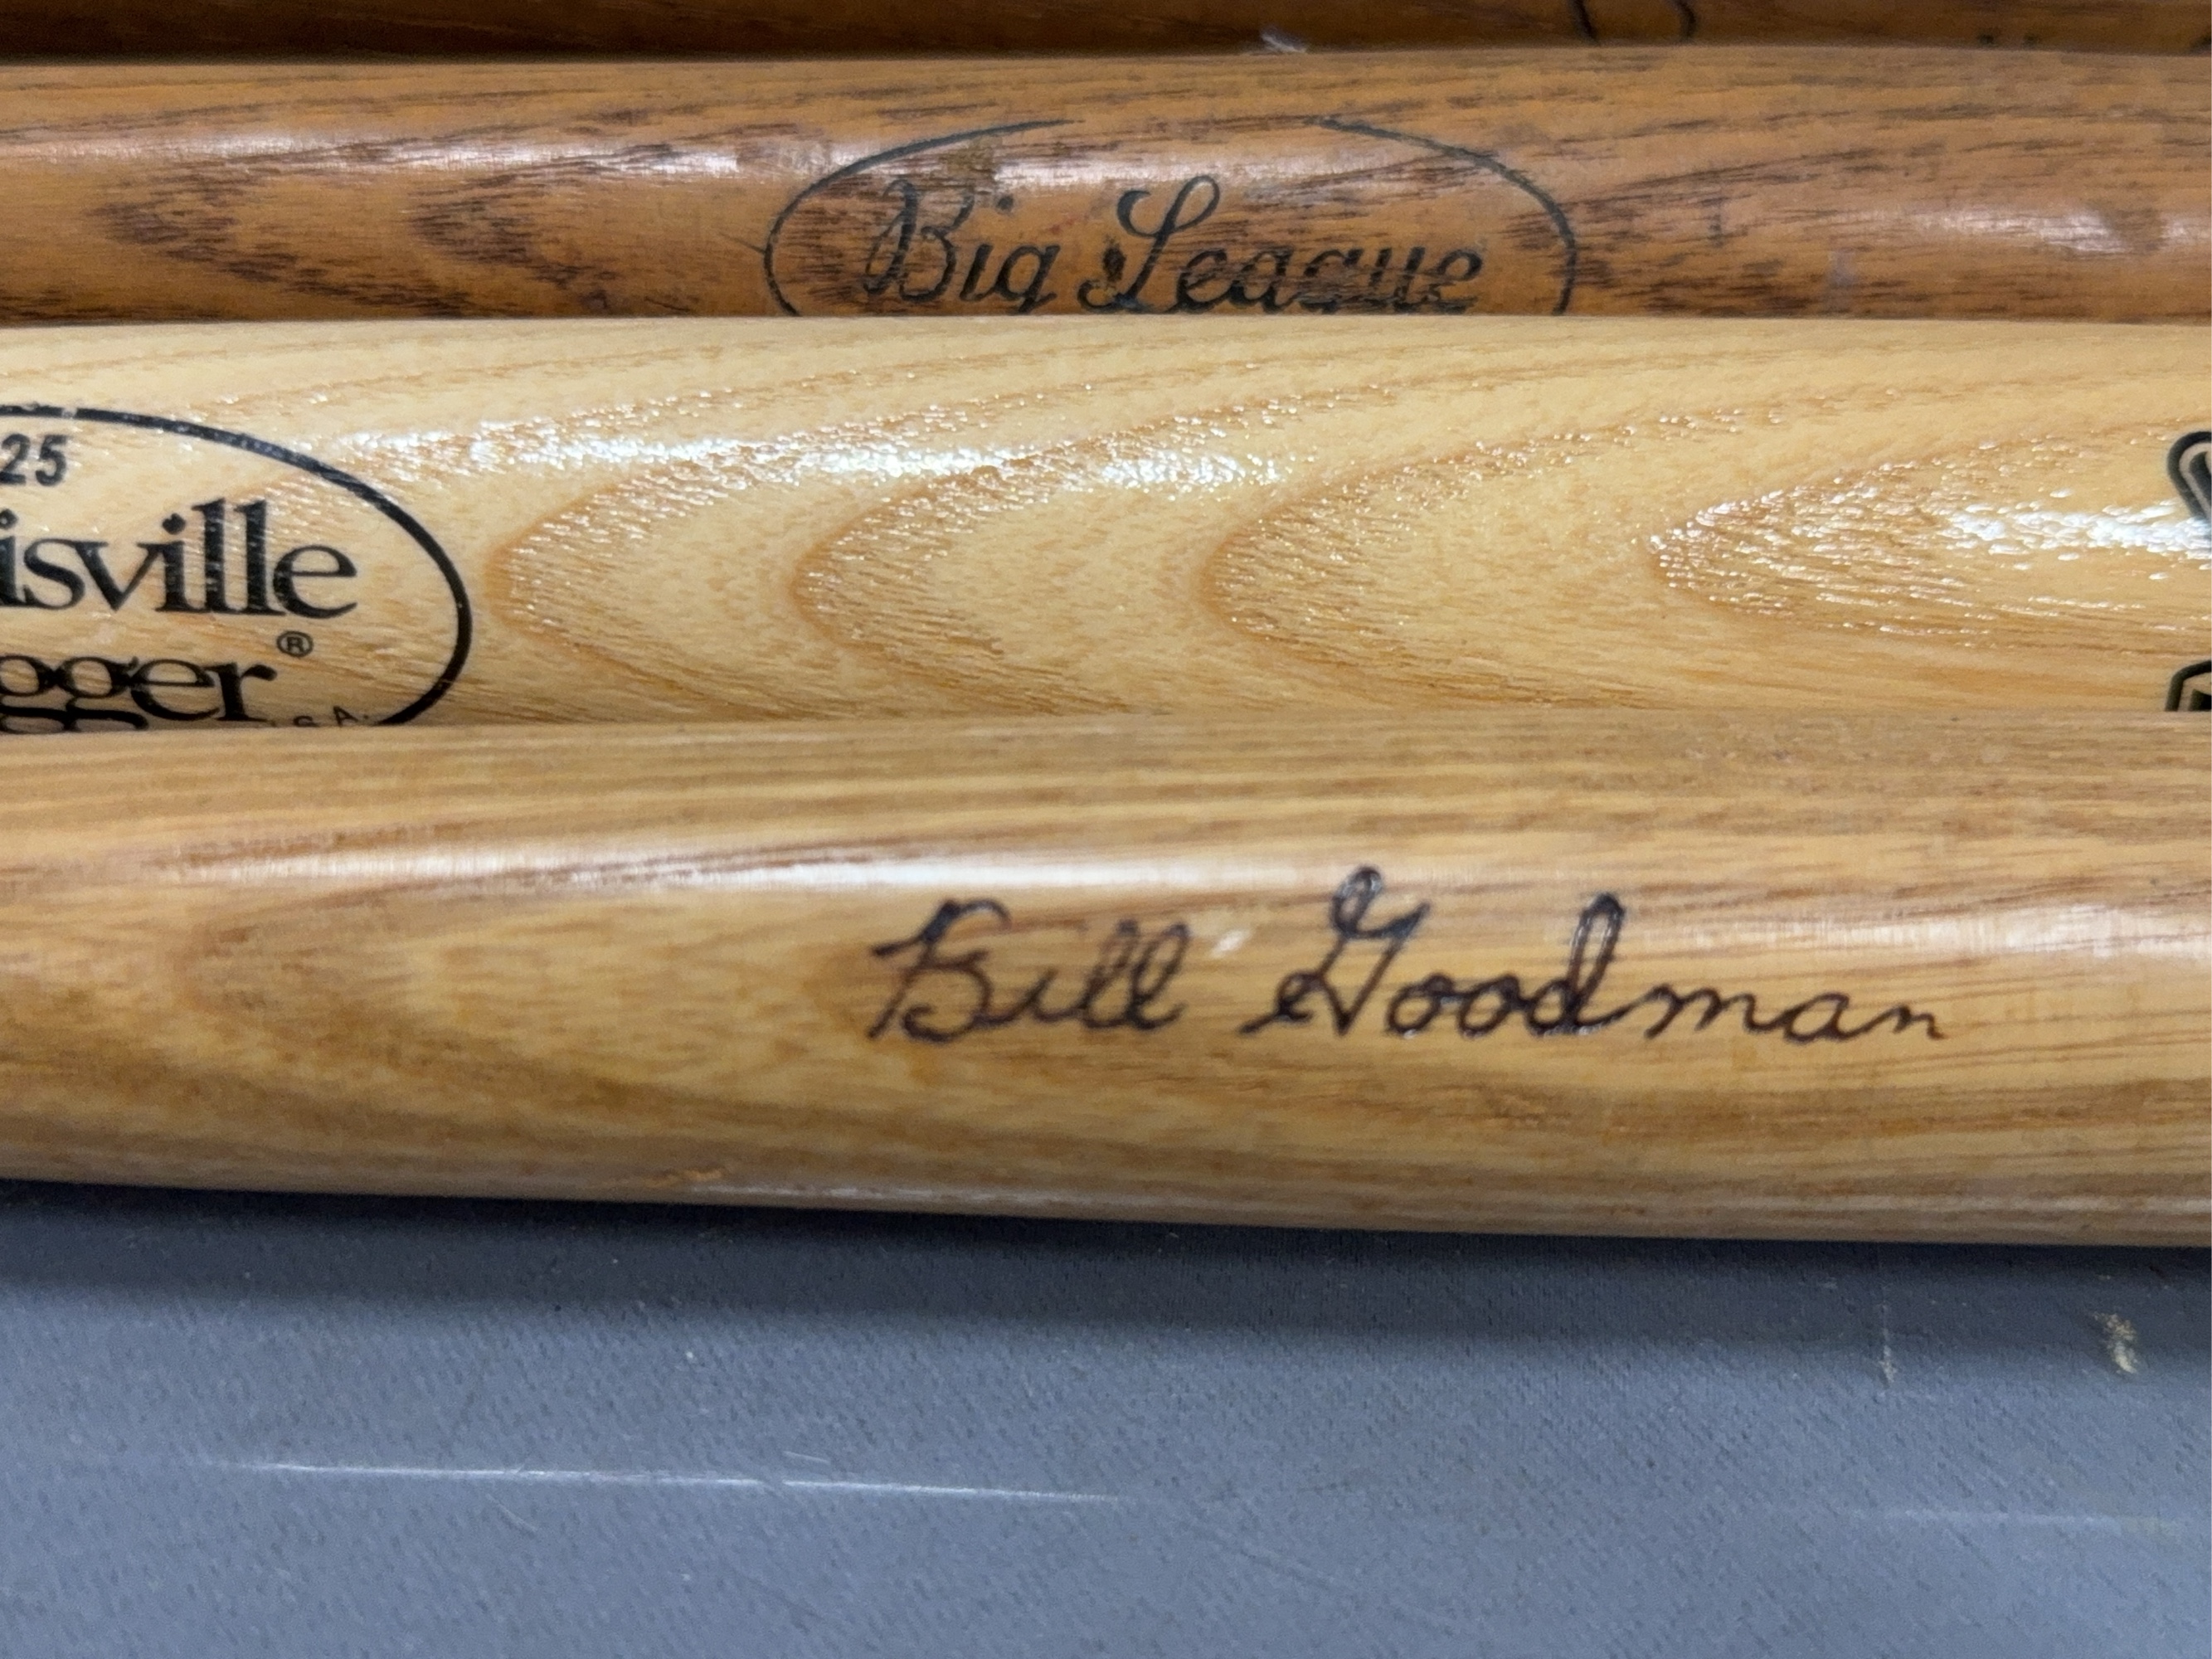 Big League
25
isville
gger®
S.A.
Bill Goodman